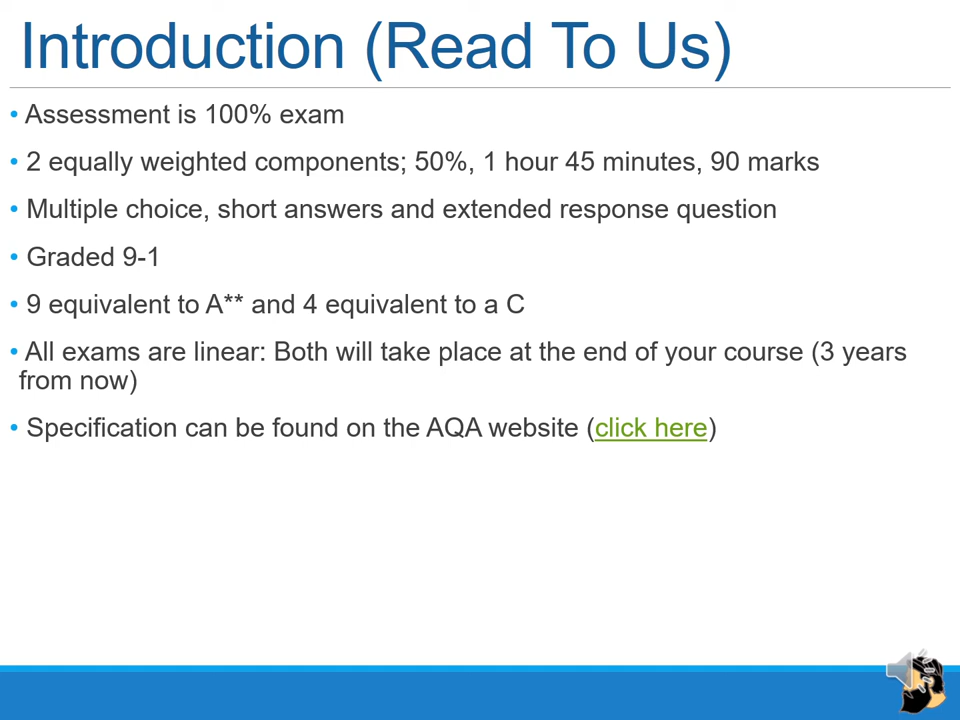 Introduction (Read To Us)
• Assessment is 100% exam
• 2 equally weighted components; 50%, 1 hour 45 minutes, 90 marks
• Multiple choice, short answers and extended response question
• Graded 9-1
• 9 equivalent to A** and 4 equivalent to a C
• All exams are linear: Both will take place at the end of your course (3 years
from now)
• Specification can be found on the AQA website (click here)